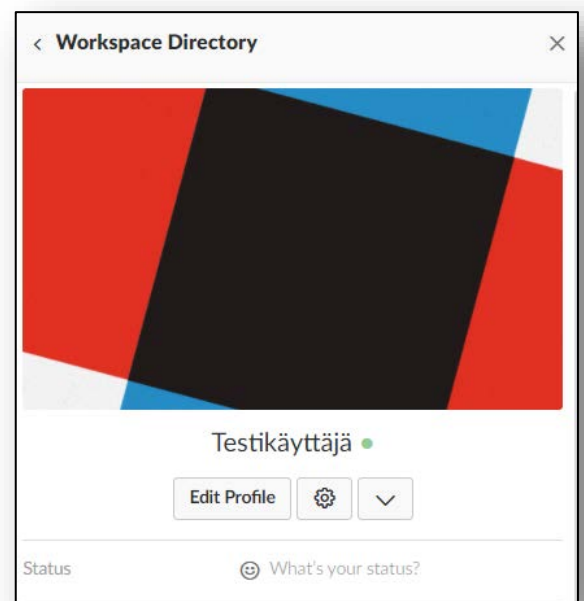 Workspace Directory
Testikäyttäjä
Edit Profile
Status What's your status?